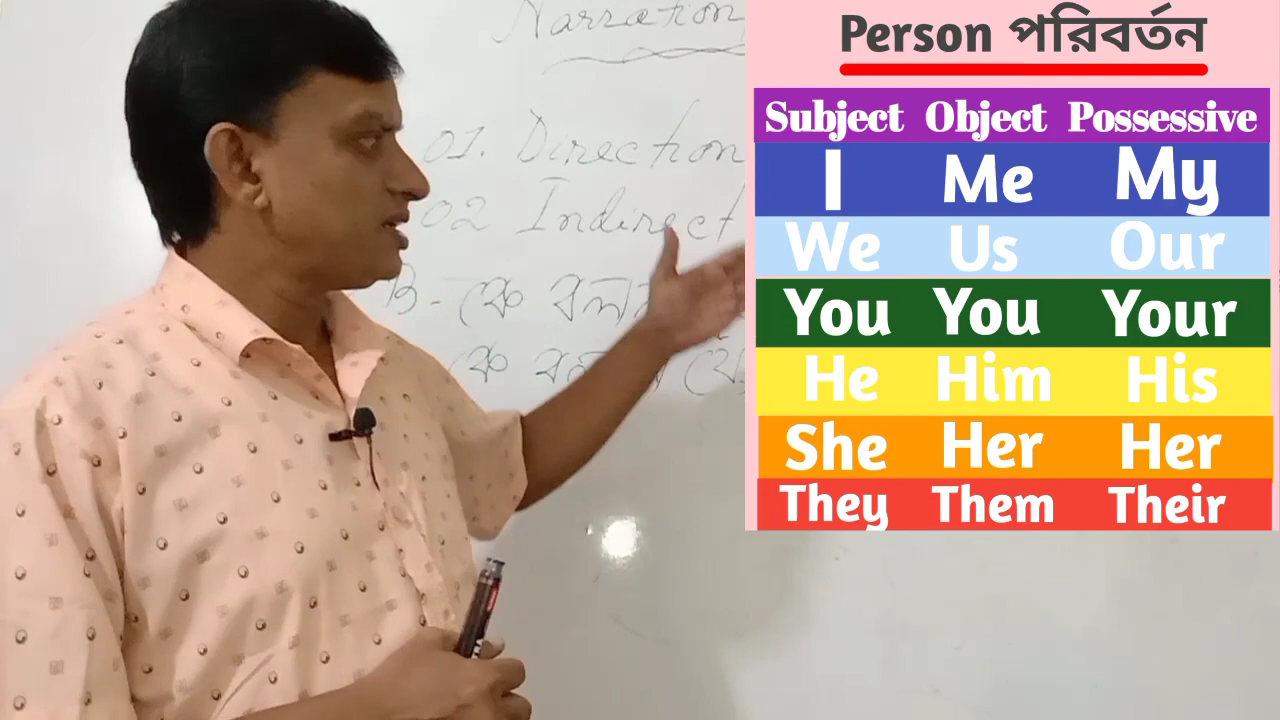 Narration
01. Direction
02 Indirect
B - কে বলা
কে
Person পরিবর্তন
Subject Object Possessive
I Me My
We Us Our
You You Your
He Him His
She Her Her
They Them Their